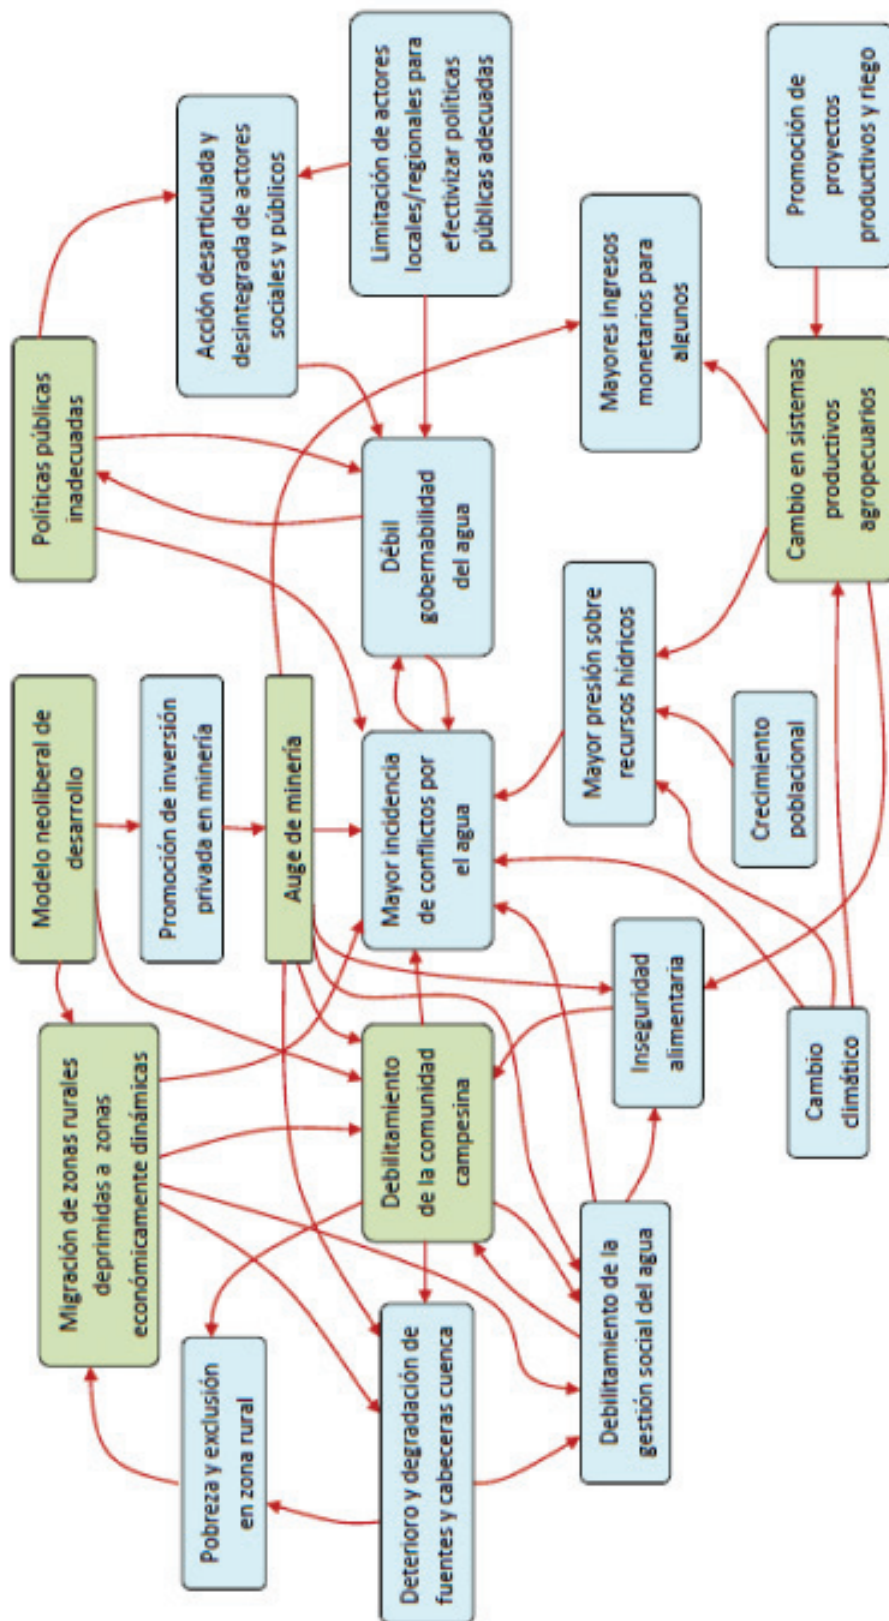 Migración de zonas rurales
deprimidas a zonas
económicamente dinámicas
Modelo neoliberal de
desarrollo
Políticas públicas
inadecuadas
Pobreza y exclusión
en zona rural
Promoción de inversión
privada en minería
Acción desarticulada y
desintegrada de actores
sociales y públicos
Auge de minería
Deterioro y degradación de
fuentes y cabeceras cuenca
Debilitamiento
de la comunidad
campesina
Mayor incidencia
de conflictos por
el agua
Débil
gobernabilidad
del agua
Limitación de actores
locales/regionales para
efectivizar políticas
públicas adecuadas
Debilitamiento de la
gestión social del agua
Inseguridad
alimentaria
Mayor presión sobre
recursos hídricos
Mayores ingresos
monetarios para
algunos
Cambio
climático
Crecimiento
poblacional
Cambio en sistemas
productivos
agropecuarios
Promoción de
proyectos
productivos y riego